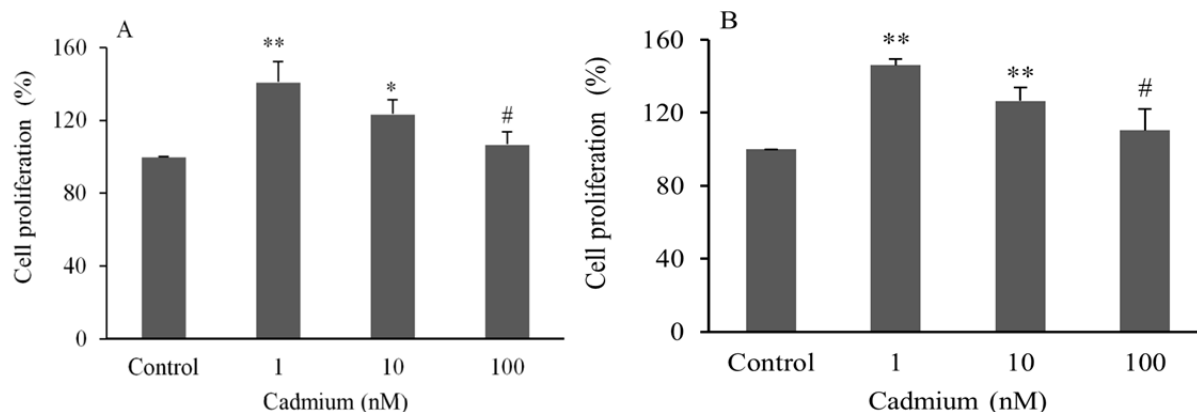 A
Cell proliferation (%)
160
120
80
40
0
**
*
#
Control 1 10 100
Cadmium (nM)
B
Cell proliferation (%)
160
120
80
40
0
**
**
#
Control 1 10 100
Cadmium (nM)